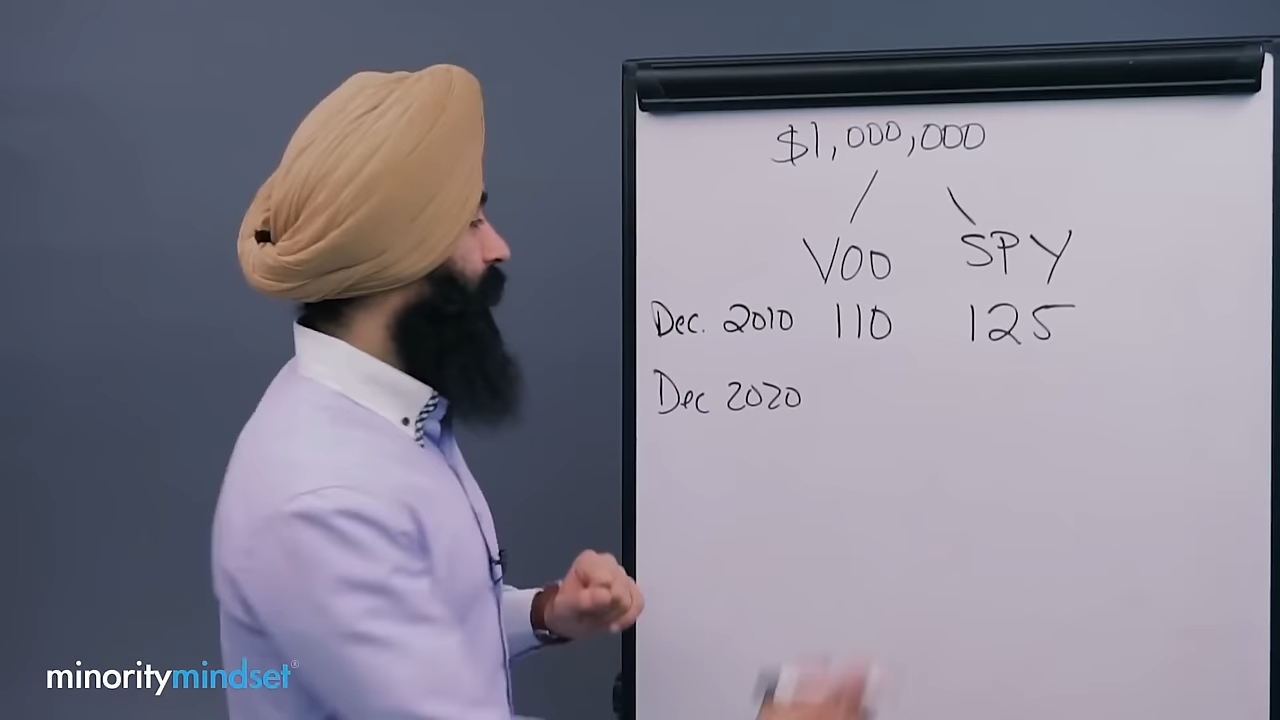 $1,000,000
VOO SPY
Dec. 2010 110 125
Dec 2020
minoritymindset®